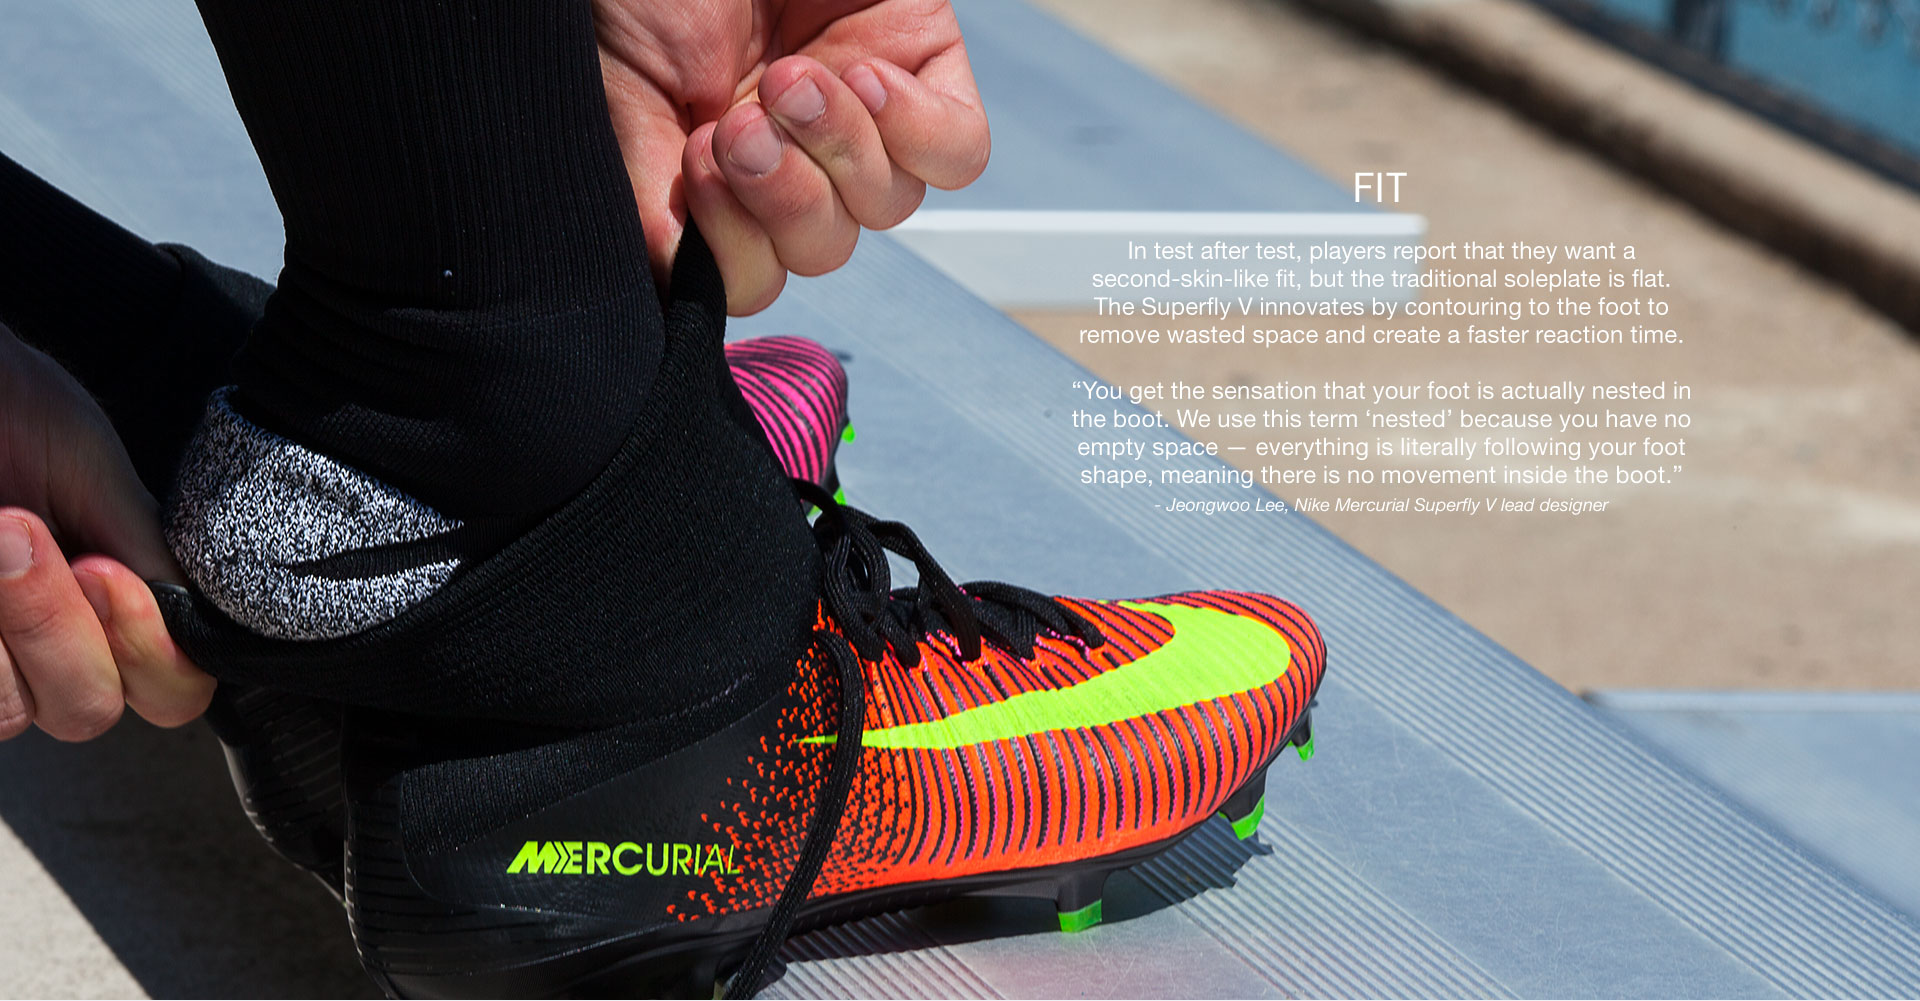 FIT
In test after test, players report that they want a
second-skin-like fit, but the traditional soleplate is flat.
The Superfly V innovates by contouring to the foot to
remove wasted space and create a faster reaction time.
“You get the sensation that your foot is actually nested in
the boot. We use this term ‘nested’ because you have no
empty space — everything is literally following your foot
shape, meaning there is no movement inside the boot.”
- Jeongwoo Lee, Nike Mercurial Superfly V lead designer
MERCURIAL